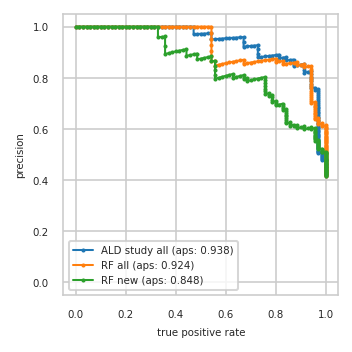 1.0
0.8
0.6
0.4
0.2
0.0
precision
ALD study all (aps: 0.938)
RF all (aps: 0.924)
RF new (aps: 0.848)
0.0 0.2 0.4 0.6 0.8 1.0
true positive rate